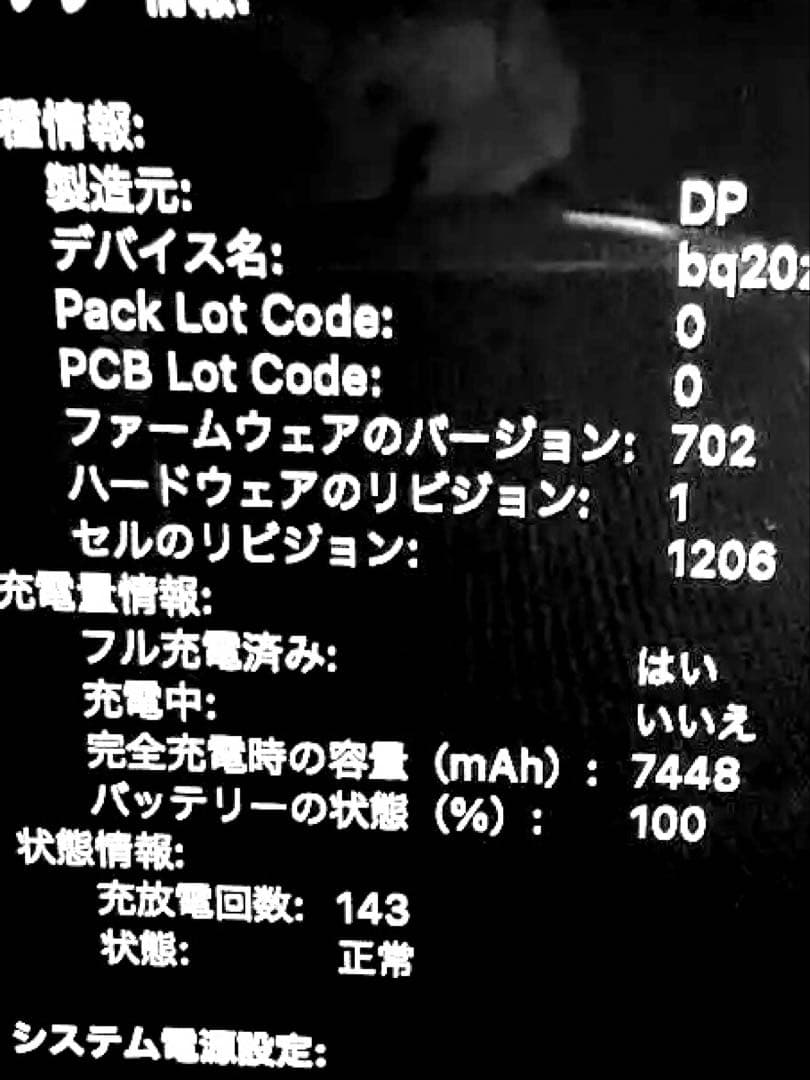 情報:
種情報:
製造元: DP
デバイス名: bq20z
Pack Lot Code: 0
PCB Lot Code: 0
ファームウェアのバージョン: 702
ハードウェアのリビジョン: 1
セルのリビジョン: 1206
充電量情報:
フル充電済み: はい
充電中: いいえ
完全充電時の容量（mAh）: 7448
バッテリーの状態（%）: 100
状態情報:
充放電回数: 143
状態: 正常
システム電源設定: